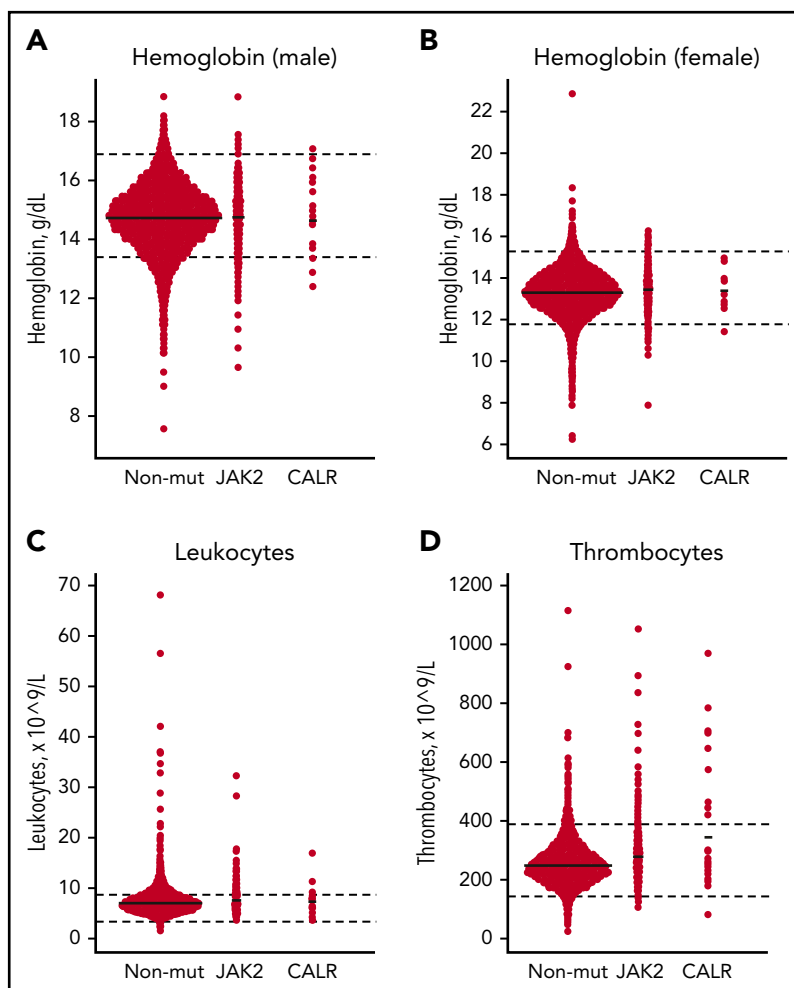 A
Hemoglobin (male)
Hemoglobin, g/dL
18
16
14
12
10
8
Non-mut JAK2 CALR
B
Hemoglobin (female)
Hemoglobin, g/dL
22
20
18
16
14
12
10
8
6
Non-mut JAK2 CALR
C
Leukocytes
Leukocytes, x 10^9/L
70
60
50
40
30
20
10
0
Non-mut JAK2 CALR
D
Thrombocytes
Thrombocytes, x 10^9/L
1200
1000
800
600
400
200
0
Non-mut JAK2 CALR